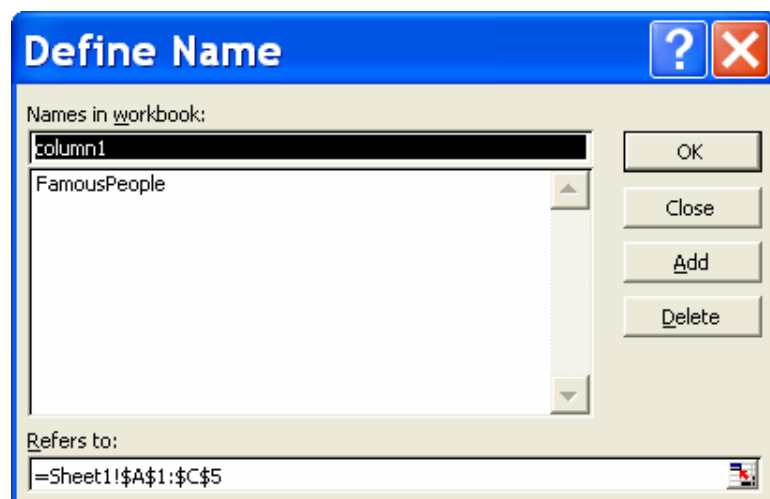 Define Name
Names in workbook:
column1
OK
FamousPeople
Close
Add
Delete
Refers to:
=Sheet1!$A$1:$C$5